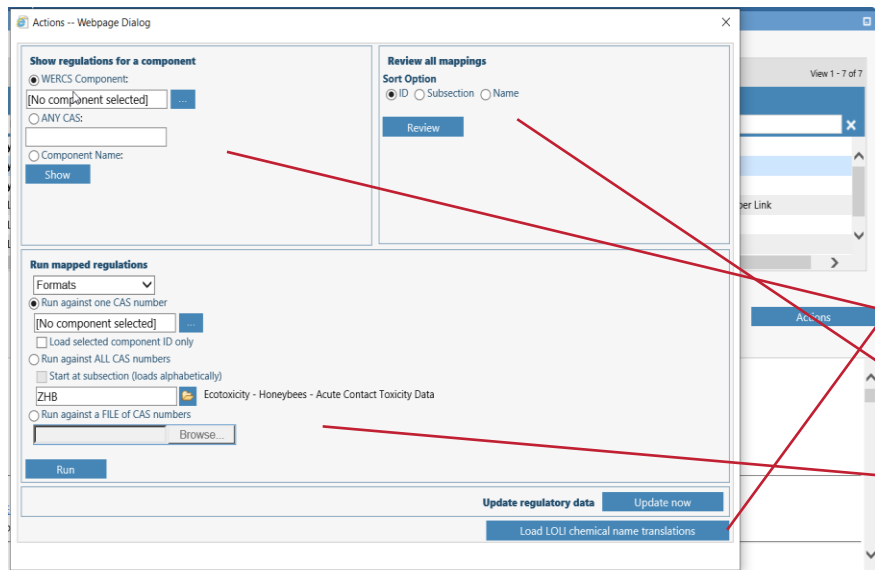 Actions -- Webpage Dialog
Show regulations for a component
WERCS Component:
[No component selected]
...
ANY CAS:
Component Name:
Show
Review all mappings
Sort Option
ID Subsection Name
Review
View 1 - 7 of 7
per Link
Actions
Run mapped regulations
Formats
Run against one CAS number
[No component selected]
...
Load selected component ID only
Run against ALL CAS numbers
Start at subsection (loads alphabetically)
ZHB
Ecotoxicity - Honeybees - Acute Contact Toxicity Data
Run against a FILE of CAS numbers
Browse...
Run
Update regulatory data Update now
Load LOLI chemical name translations